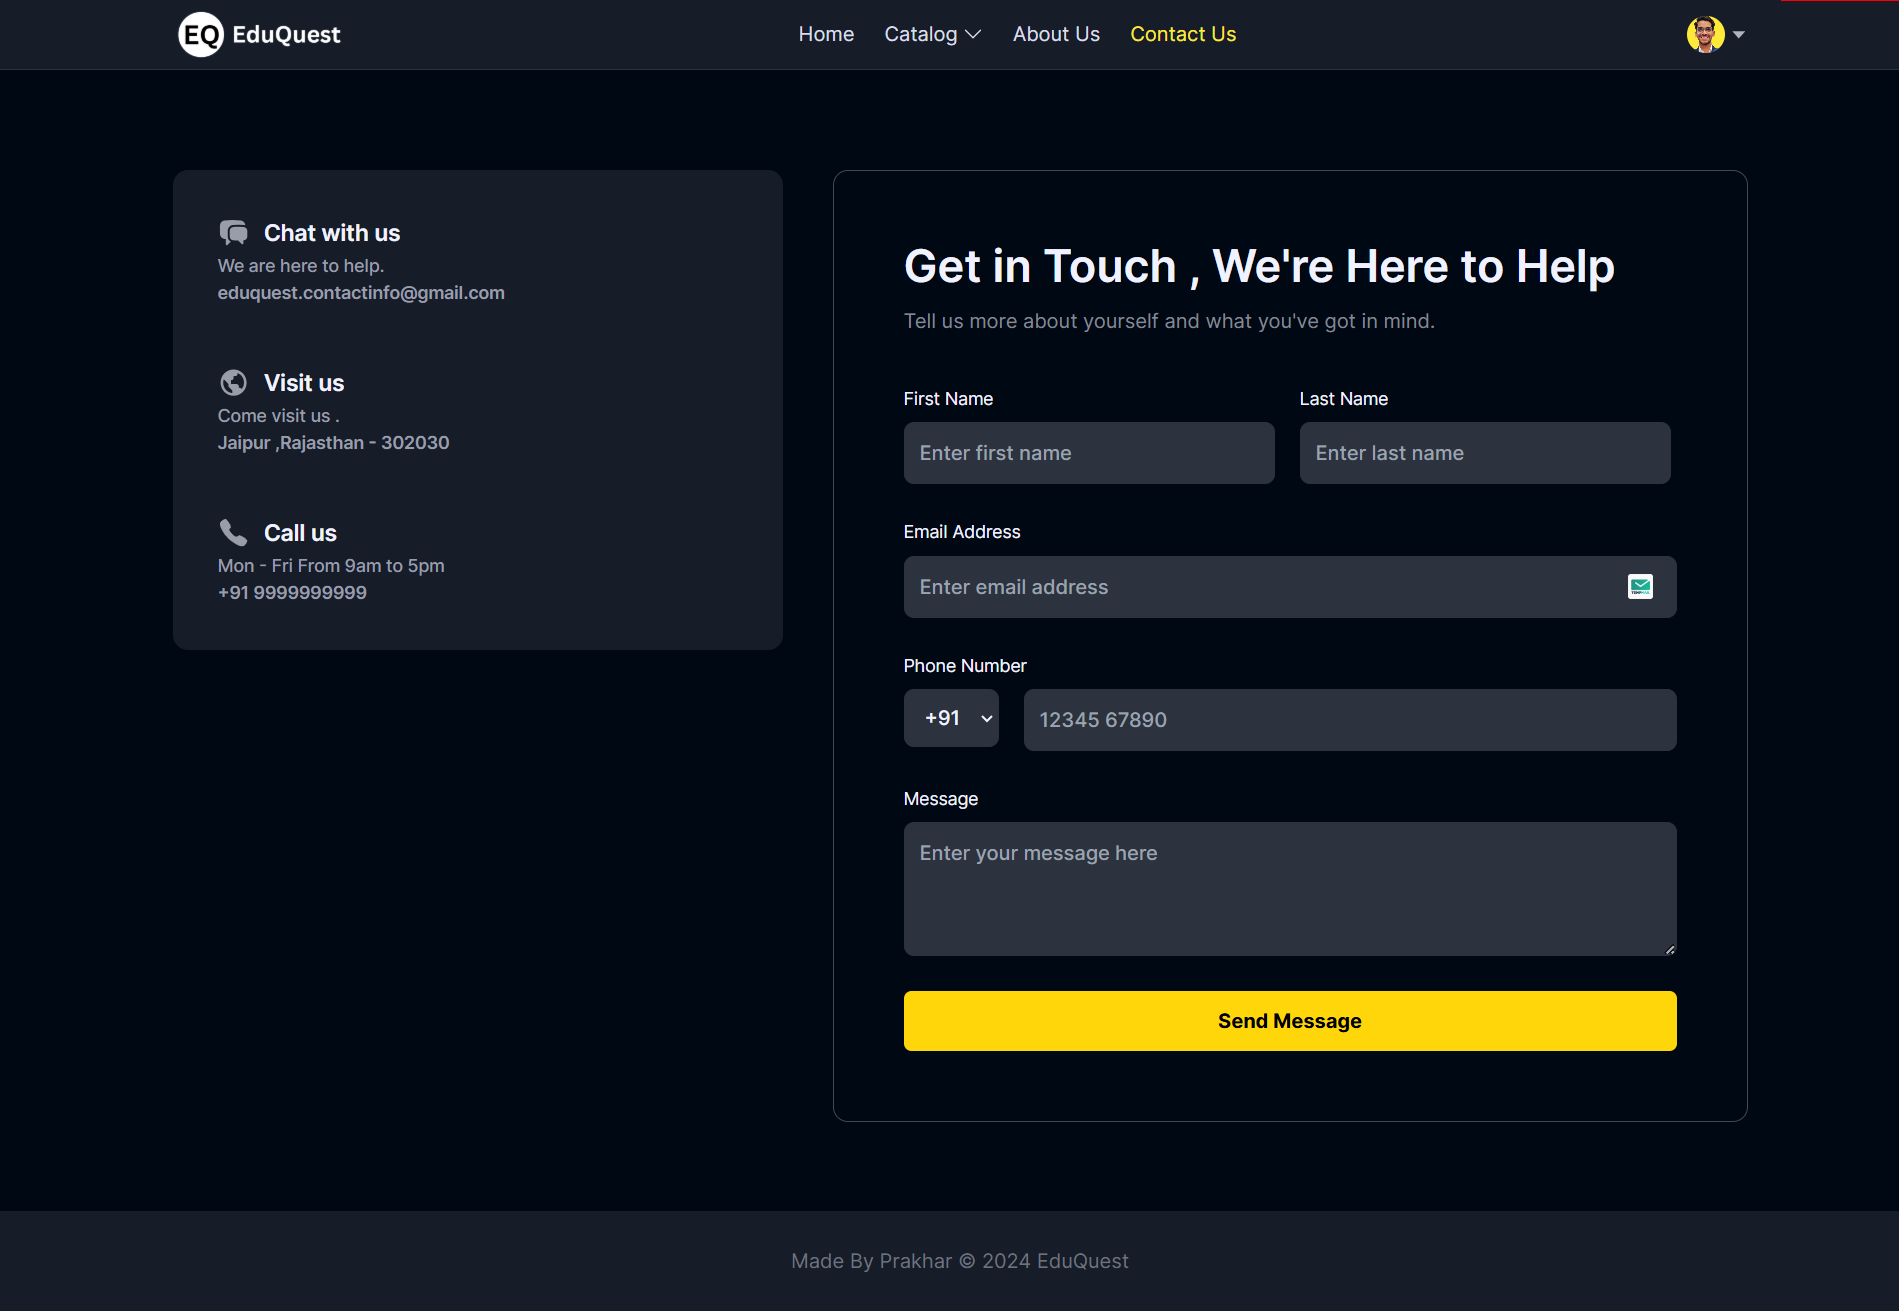 EQ EduQuest
Home Catalog About Us Contact Us
Chat with us
We are here to help.
eduquest.contactinfo@gmail.com
Visit us
Come visit us .
Jaipur ,Rajasthan - 302030
Call us
Mon - Fri From 9am to 5pm
+91 9999999999
Get in Touch , We're Here to Help
Tell us more about yourself and what you've got in mind.
First Name Last Name
Enter first name Enter last name
Email Address
Enter email address
Phone Number
+91 12345 67890
Message
Enter your message here
Send Message
Made By Prakhar © 2024 EduQuest